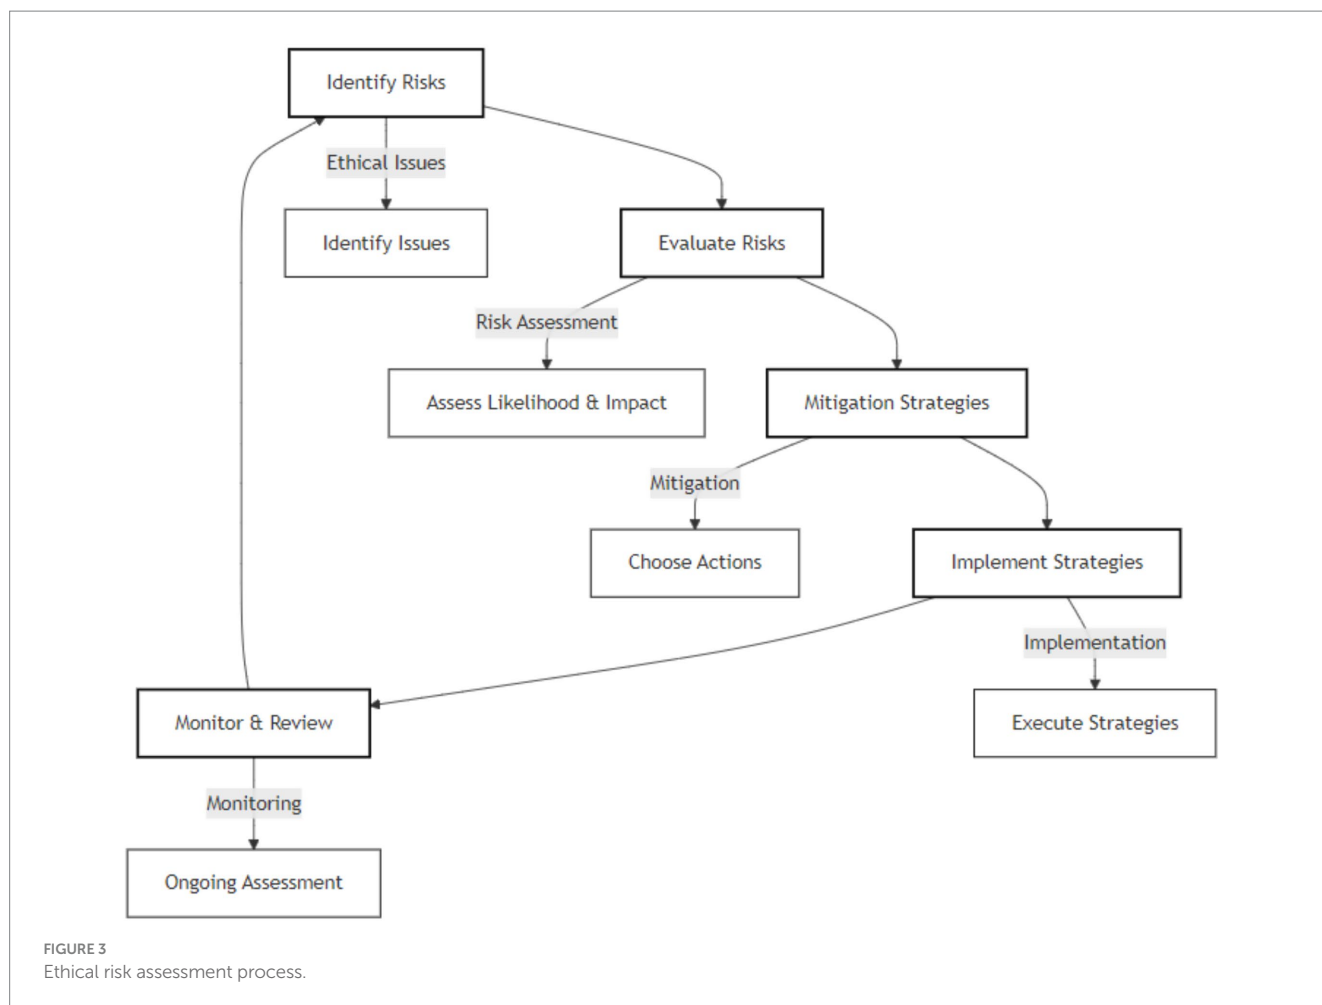 Identify Risks
Ethical Issues
Identify Issues
Evaluate Risks
Risk Assessment
Assess Likelihood & Impact
Mitigation Strategies
Mitigation
Choose Actions
Implement Strategies
Implementation
Monitor & Review
Execute Strategies
Monitoring
Ongoing Assessment
FIGURE 3
Ethical risk assessment process.